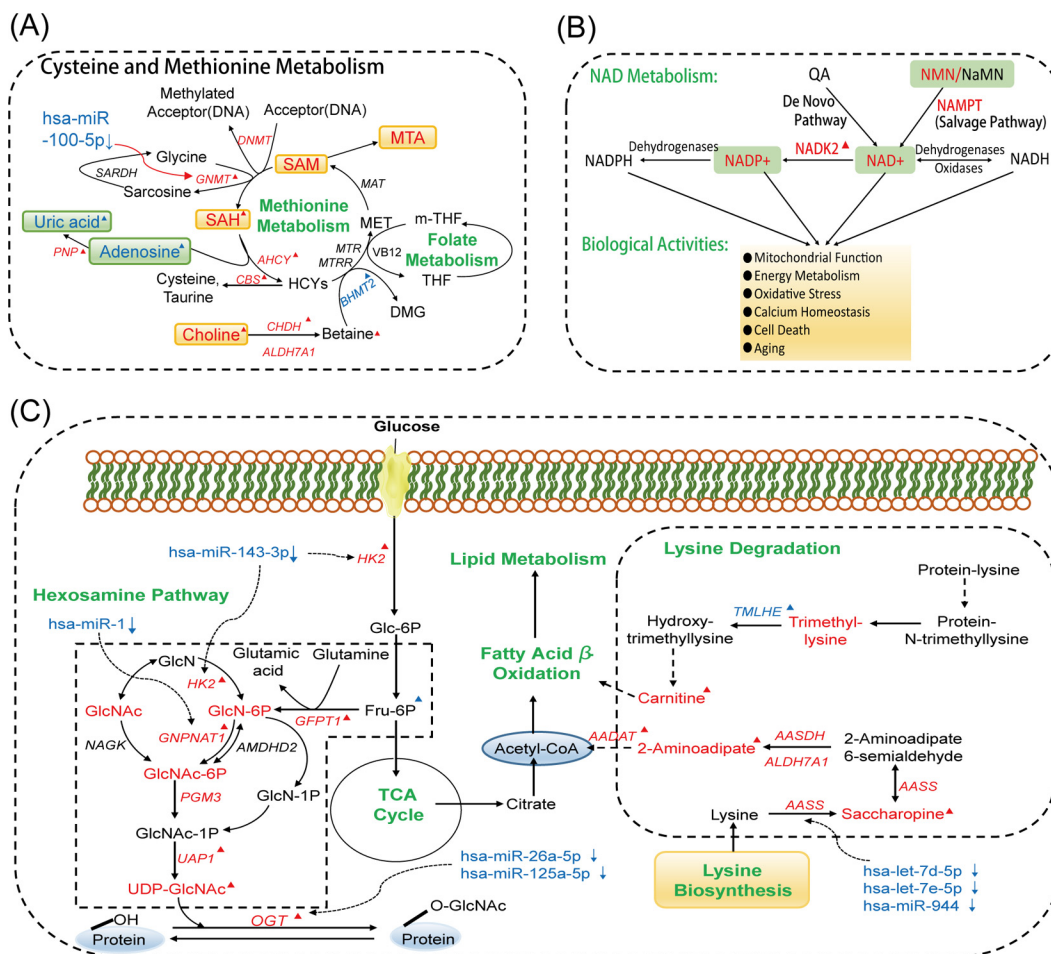 (A)
Cysteine and Methionine Metabolism
Methylated
Acceptor(DNA)
Acceptor(DNA)
hsa-miR
-100-5p↓
DNMT
MTA
Glycine
SAM
SARDH
GNMT▲
Sarcosine
MAT
Uric acid▲
SAH▲
Methionine
Metabolism
MET
m-THF
PNP▲
Adenosine▲
MTR
MTRR
VB12
Folate
Metabolism
AHCY▲
Cysteine,
Taurine
CBS▲
HCYs
THF
BHMT2▲
DMG
Choline▲
CHDH▲
ALDH7A1
Betaine▲
(B)
NAD Metabolism:
QA
NMN/NaMN
De Novo
Pathway
NAMPT
(Salvage Pathway)
NADPH
Dehydrogenases
NADP+
NADK2▲
NAD+
Dehydrogenases
Oxidases
NADH
Biological Activities:
●Mitochondrial Function
●Energy Metabolism
●Oxidative Stress
●Calcium Homeostasis
●Cell Death
●Aging
(C)
Glucose
hsa-miR-143-3p↓
HK2▲
Lipid Metabolism
Lysine Degradation
Hexosamine Pathway
hsa-miR-1↓
Protein-lysine
Glc-6P
Hydroxy-
trimethyllysine
TMLHE▲
Trimethyl-
lysine
Protein-
N-trimethyllysine
GlcN
Glutamic
acid
Glutamine
Fatty Acid β-
Oxidation
HK2▲
GlcNAc
GlcN-6P
GFPT1▲
Fru-6P▲
Carnitine▲
GNPNAT1▲
NAGK
AMDHD2
Acetyl-CoA
AADAT▲
2-Aminoadipate▲
AASDH
ALDH7A1
2-Aminoadipate
6-semialdehyde
GlcNAc-6P
PGM3
GlcN-1P
TCA
Cycle
Citrate
AASS
Lysine
AASS
Saccharopine▲
GlcNAc-1P
UAP1▲
UDP-GlcNAc▲
hsa-miR-26a-5p ↓
hsa-miR-125a-5p ↓
Lysine
Biosynthesis
hsa-let-7d-5p ↓
hsa-let-7e-5p ↓
hsa-miR-944 ↓
OH
Protein
OGT ▲
O-GlcNAc
Protein